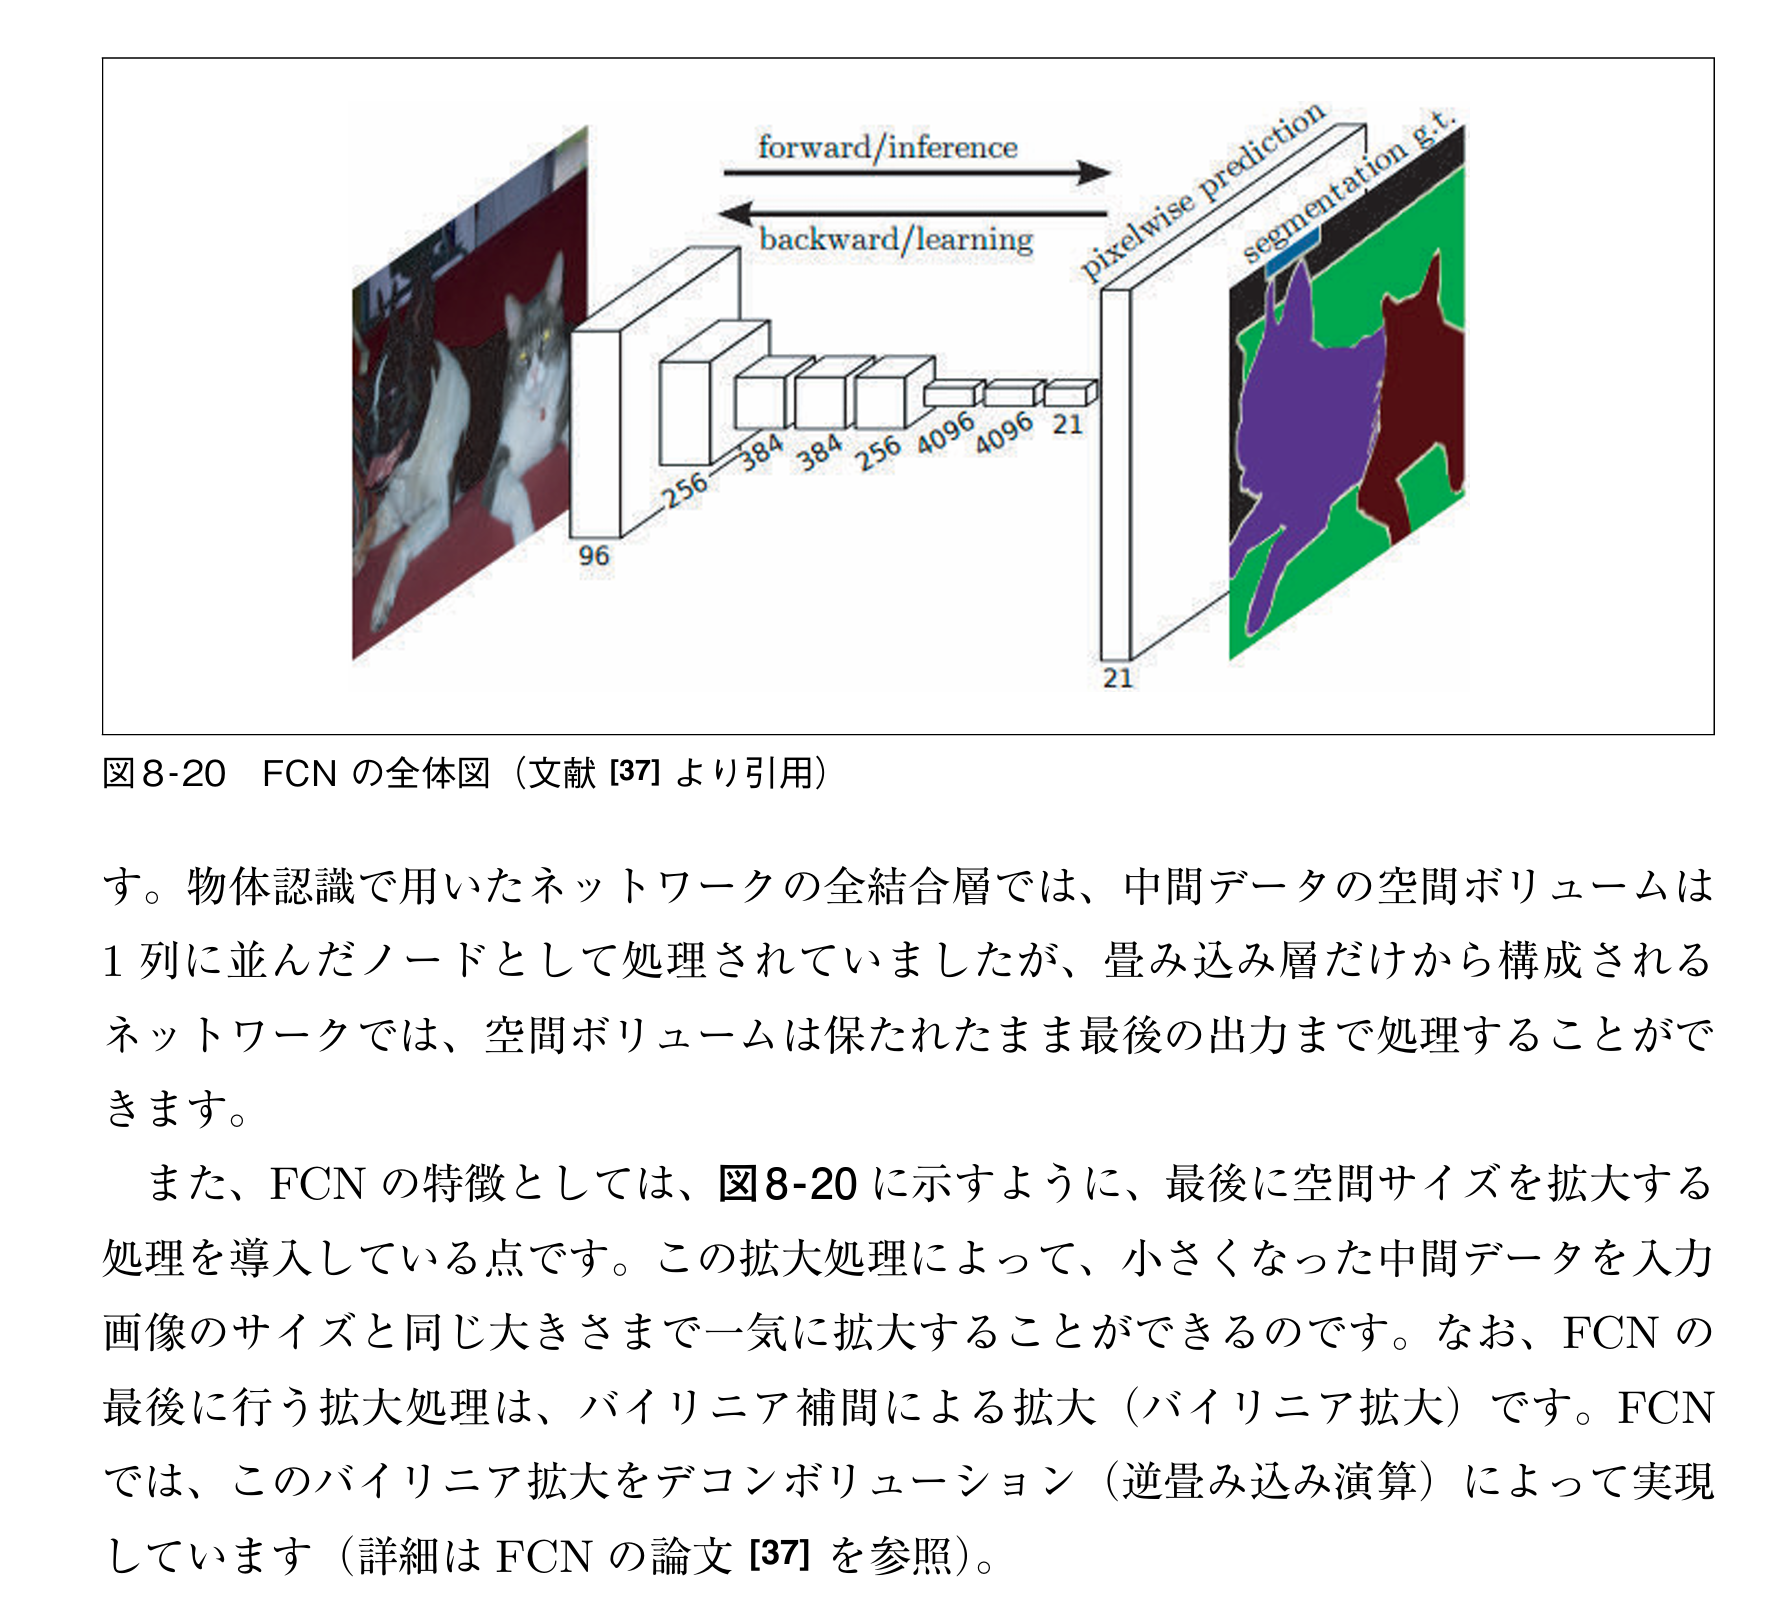 forward/inference
backward/learning
pixelwise prediction
segmentation g.t.
96
256
384
384
256
4096
4096
21
21
図8-20　FCN の全体図（文献 [37] より引用）
す。物体認識で用いたネットワークの全結合層では、中間データの空間ボリュームは
1 列に並んだノードとして処理されていましたが、畳み込み層だけから構成される
ネットワークでは、空間ボリュームは保たれたまま最後の出力まで処理することがで
きます。
また、FCN の特徴としては、図8-20 に示すように、最後に空間サイズを拡大する
処理を導入している点です。この拡大処理によって、小さくなった中間データを入力
画像のサイズと同じ大きさまで一気に拡大することができるのです。なお、FCN の
最後に行う拡大処理は、バイリニア補間による拡大（バイリニア拡大）です。FCN
では、このバイリニア拡大をデコンボリューション（逆畳み込み演算）によって実現
しています（詳細は FCN の論文 [37] を参照）。